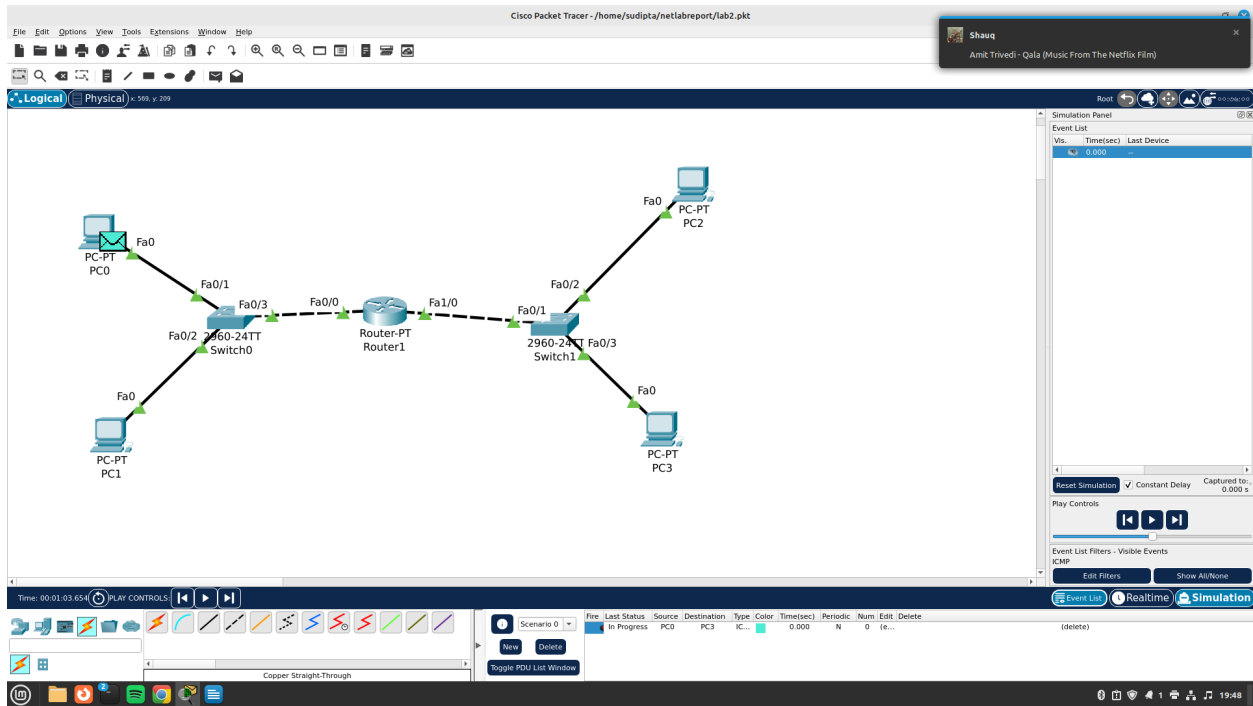 Cisco Packet Tracer - /home/sudipta/netlabreport/lab2.pkt
File Edit Options View Tools Extensions Window Help
Shauq
Amit Trivedi - Qala (Music From The Netflix Film)
Logical Physical x: 569, y: 209
Root 00:06:00
Simulation Panel
Event List
Vis. Time(sec) Last Device
0.000 --
Fa0
PC-PT
PC2
Fa0
PC-PT
PC0
Fa0/1
Fa0/3
Fa0/2
2960-24TT
Switch0
Fa0/0
Fa1/0
Router-PT
Router1
Fa0/2
Fa0/1
2960-24TT
Fa0/3
Switch1
Fa0
PC-PT
PC1
Fa0
PC-PT
PC3
Reset Simulation Constant Delay Captured to:
0.000 s
Play Controls
Event List Filters - Visible Events
ICMP
Edit Filters Show All/None
Time: 00:01:03.654 PLAY CONTROLS:
Event List Realtime Simulation
Scenario 0
New Delete
Toggle PDU List Window
Fire Last Status Source Destination Type Color Time(sec) Periodic Num Edit Delete
In Progress PC0 PC3 IC... 0.000 N 0 (e... (delete)
Copper Straight-Through
2
1 19:48